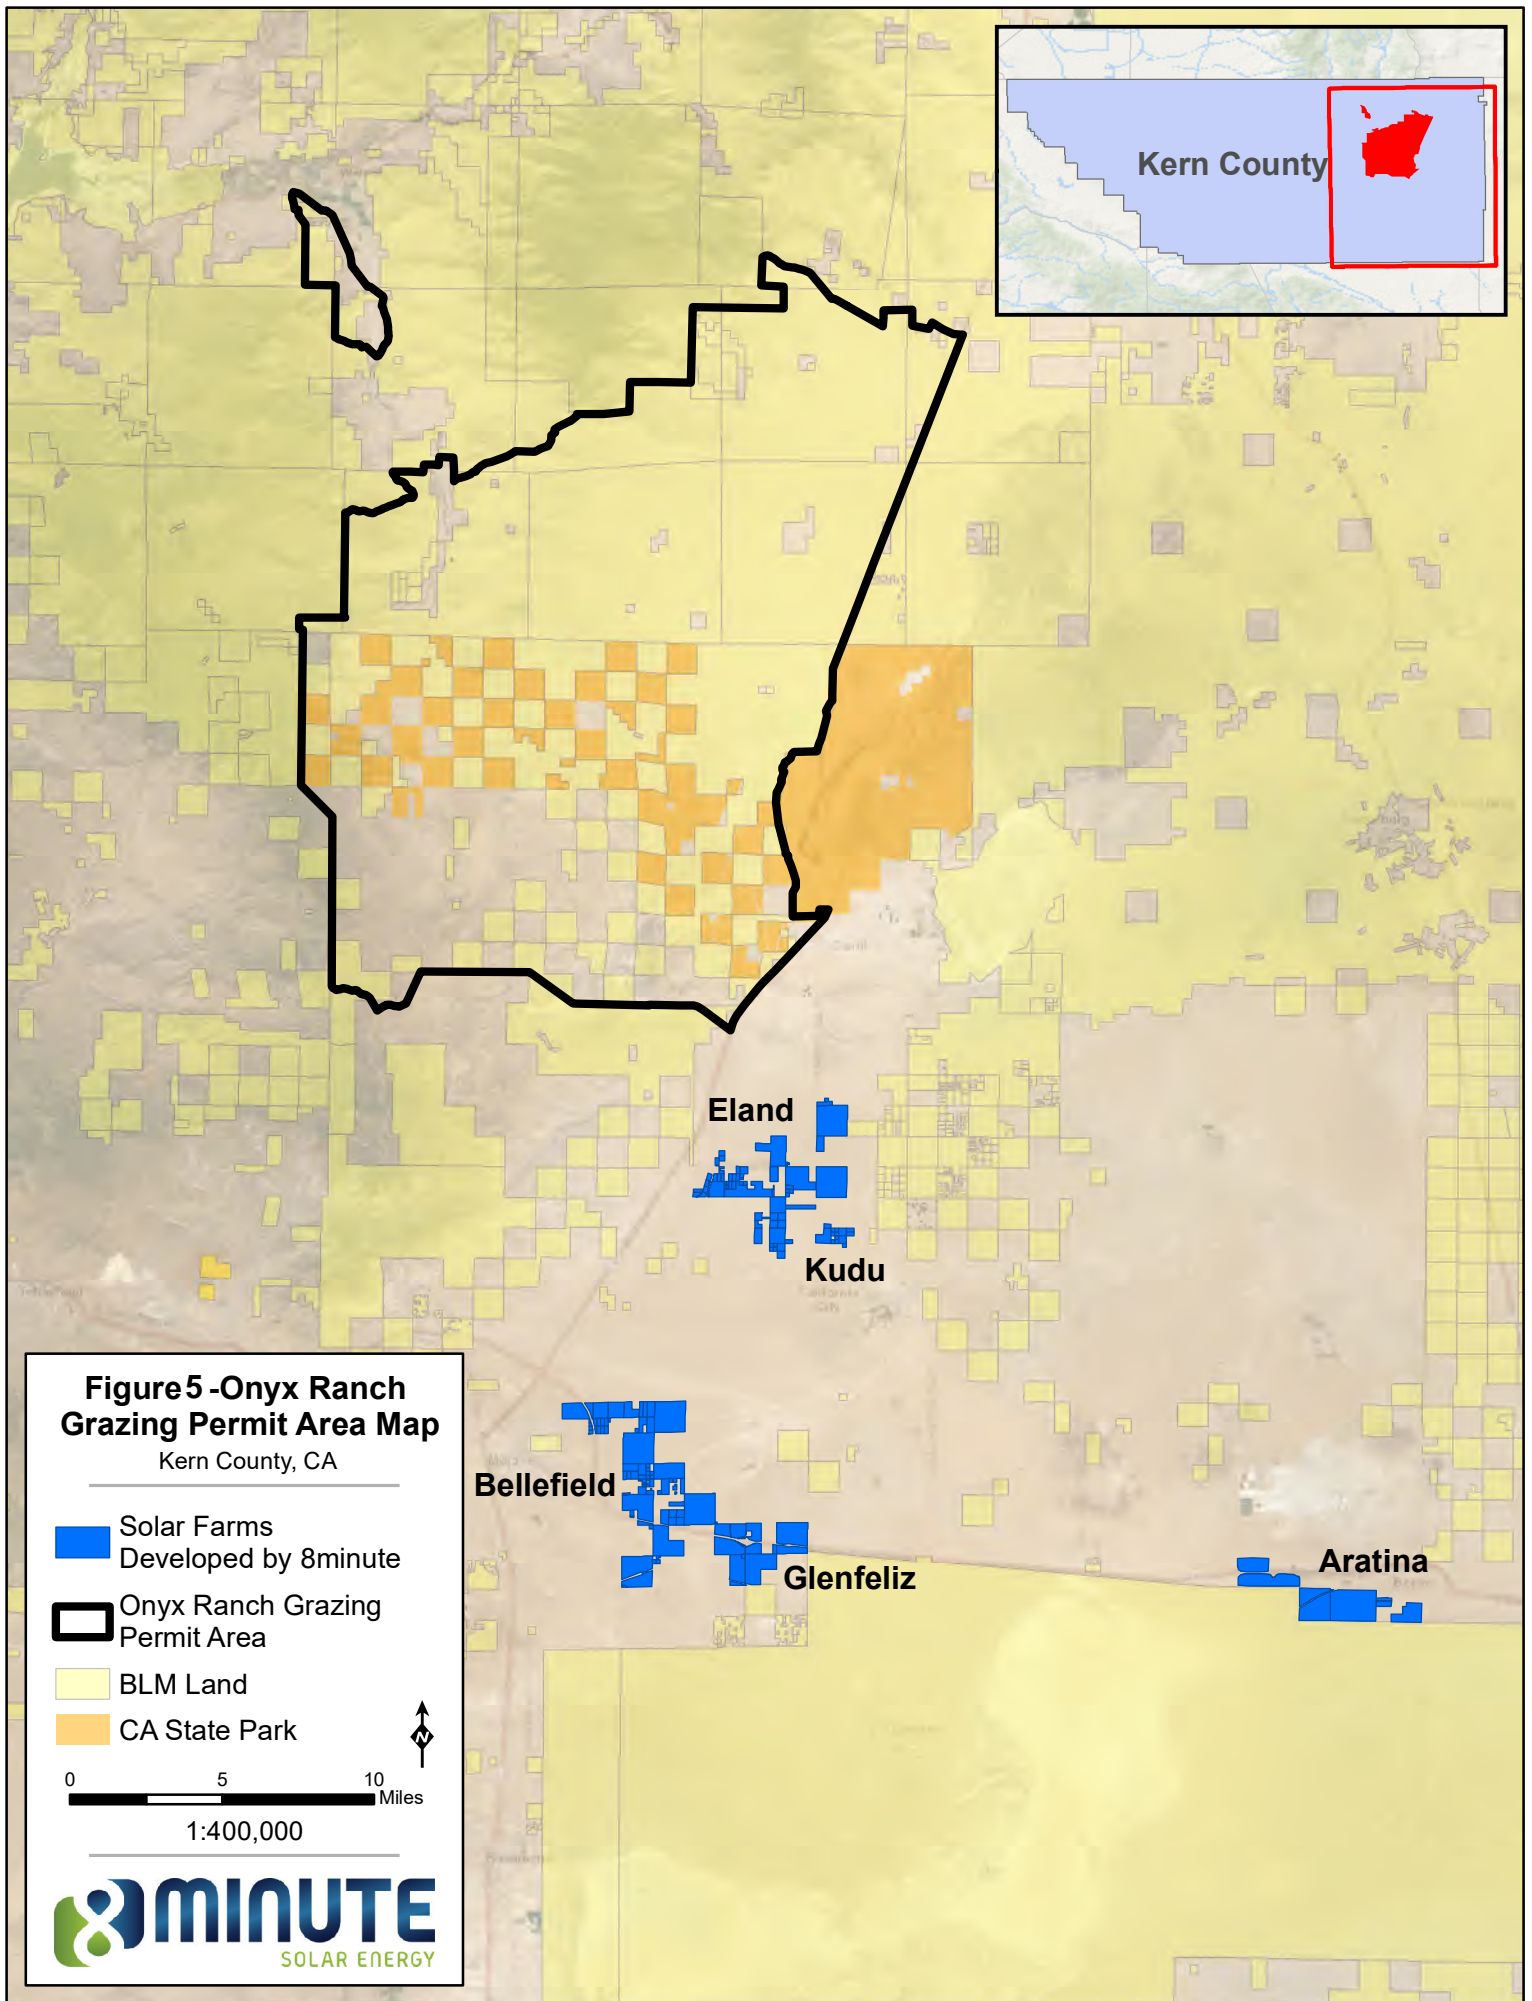 Kern County
Eland
Kudu
California
City
Bellefield
Glenfeliz
Aratina
Figure 5 -Onyx Ranch
Grazing Permit Area Map
Kern County, CA
Solar Farms
Developed by 8minute
Onyx Ranch Grazing
Permit Area
BLM Land
CA State Park
N
0 5 10
Miles
1:400,000
8MINUTE
SOLAR ENERGY